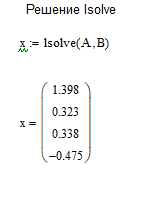 Решение lsolve
x := lsolve(A,B)
x =
1.398
0.323
0.338
−0.475